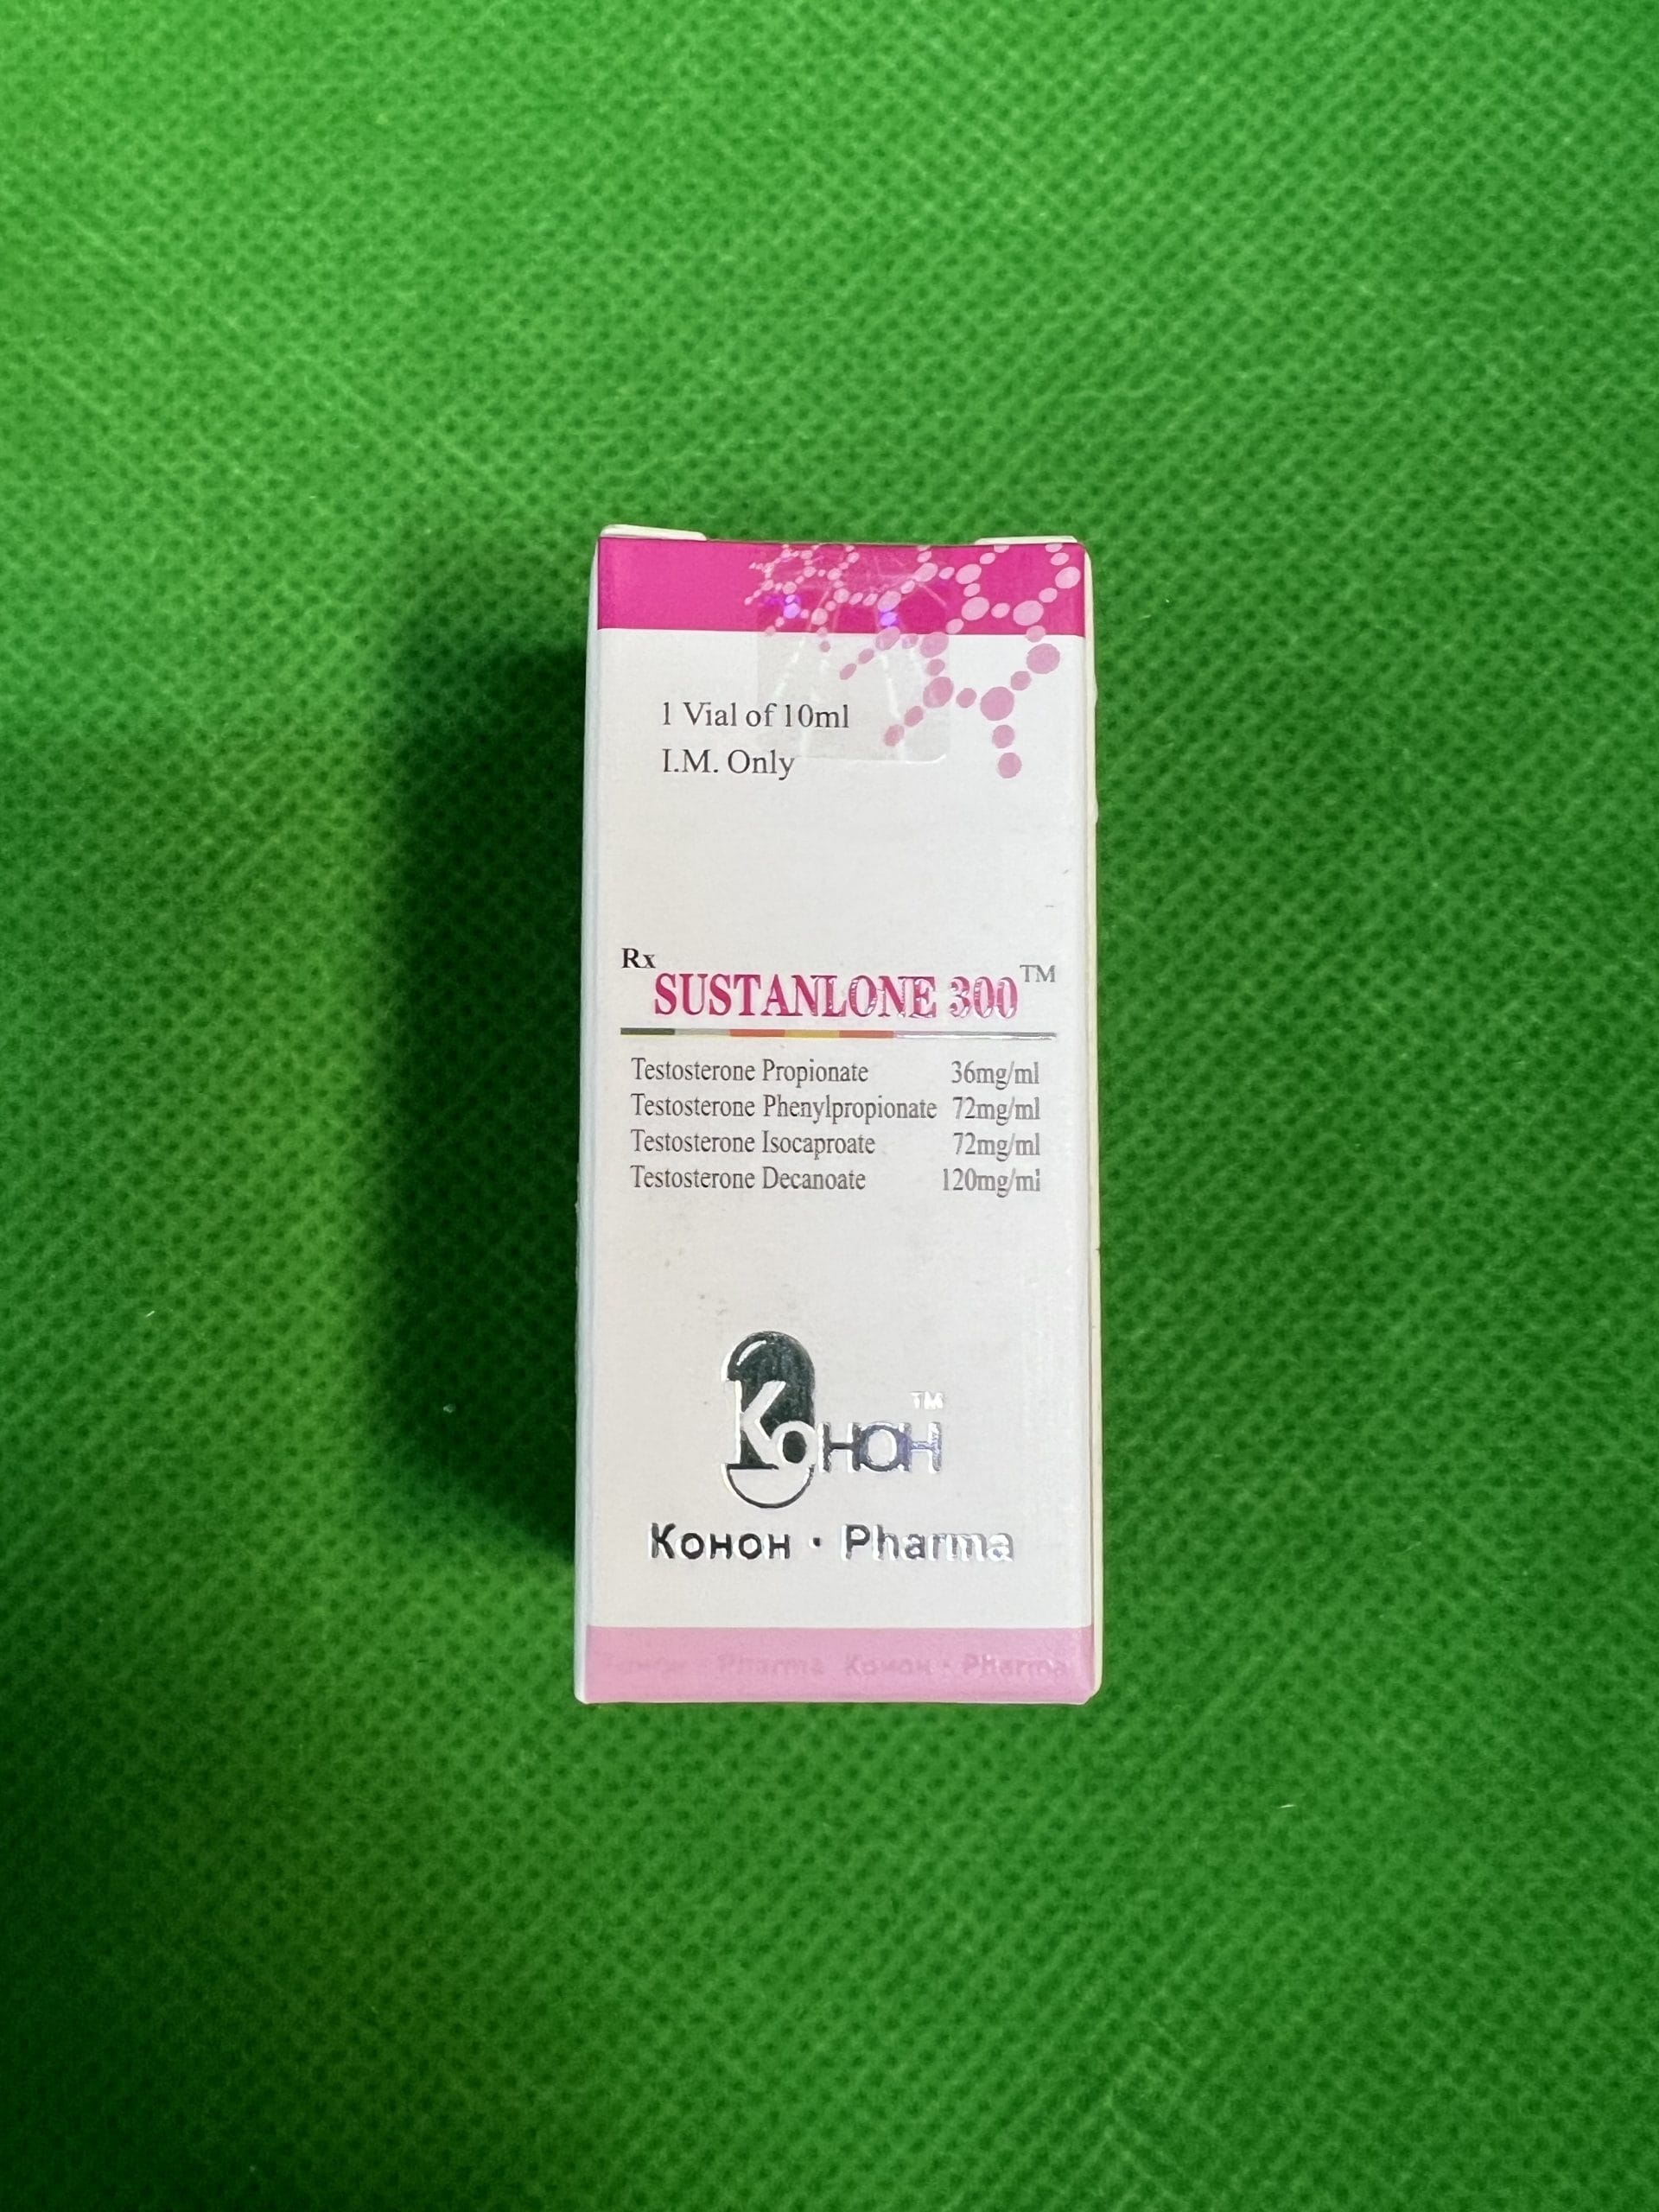 1 Vial of 10ml
I.M. Only
Rx
SUSTANLONE 300™
Testosterone Propionate 36mg/ml
Testosterone Phenylpropionate 72mg/ml
Testosterone Isocaproate 72mg/ml
Testosterone Decanoate 120mg/ml
Конон™
Конон · Pharma
Pharma Конон · Pharma